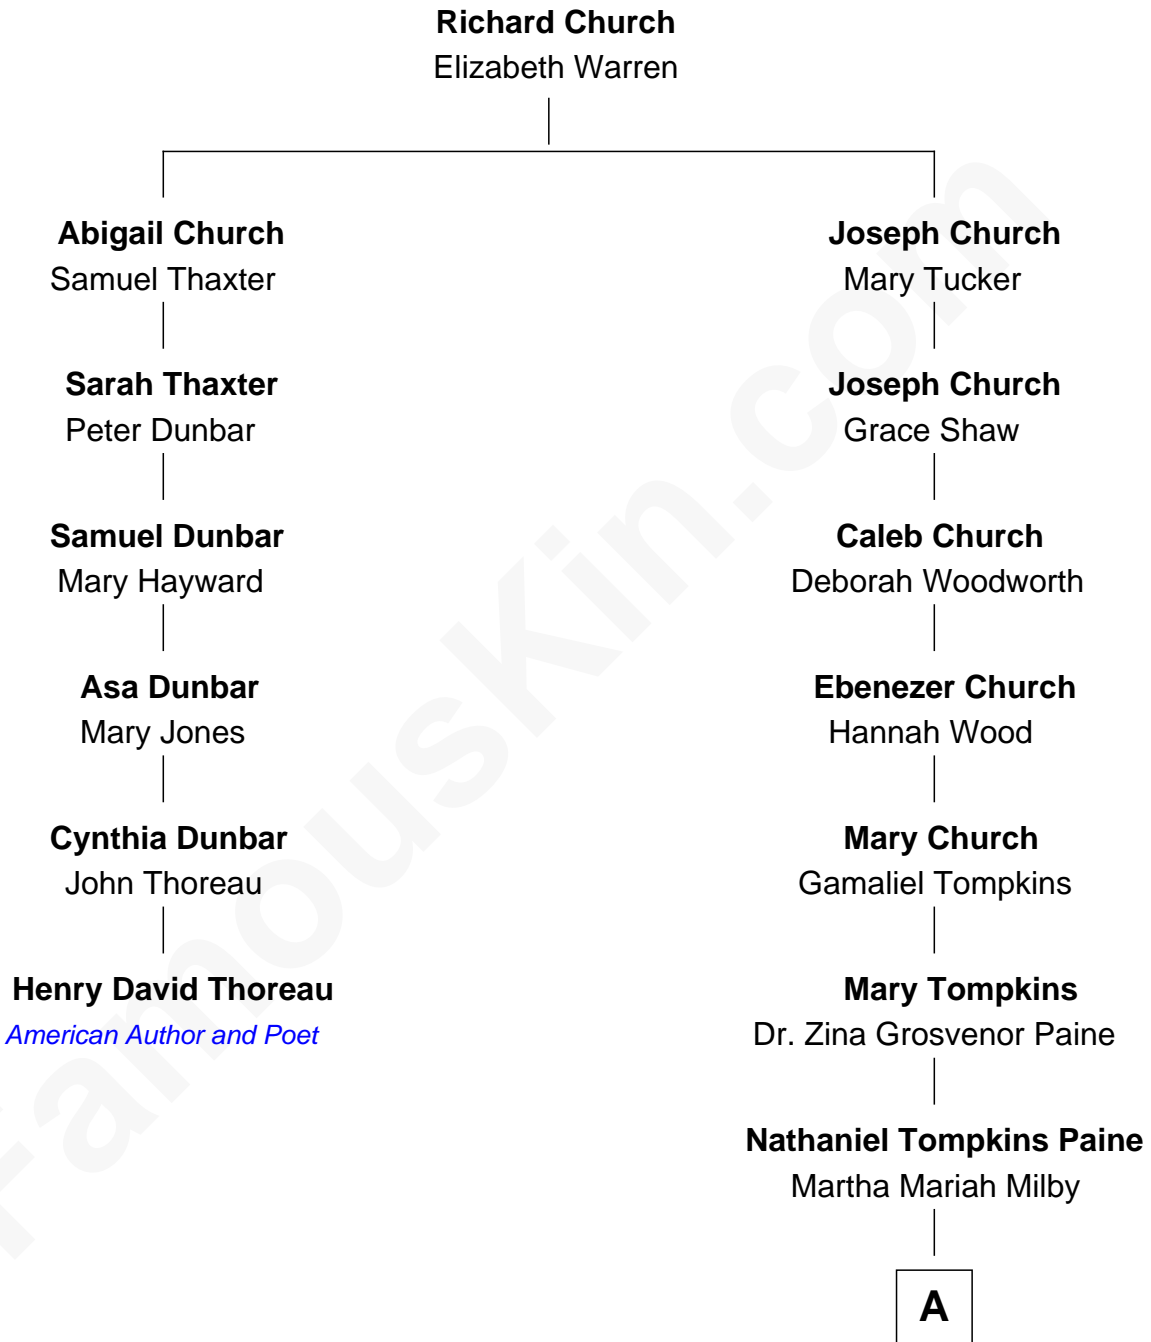 Richard Church
Elizabeth Warren
Abigail Church
Samuel Thaxter
Sarah Thaxter
Peter Dunbar
Samuel Dunbar
Mary Hayward
Asa Dunbar
Mary Jones
Cynthia Dunbar
John Thoreau
Henry David Thoreau
American Author and Poet
Joseph Church
Mary Tucker
Joseph Church
Grace Shaw
Caleb Church
Deborah Woodworth
Ebenezer Church
Hannah Wood
Mary Church
Gamaliel Tompkins
Mary Tompkins
Dr. Zina Grosvenor Paine
Nathaniel Tompkins Paine
Martha Mariah Milby
A
FamousKin.com